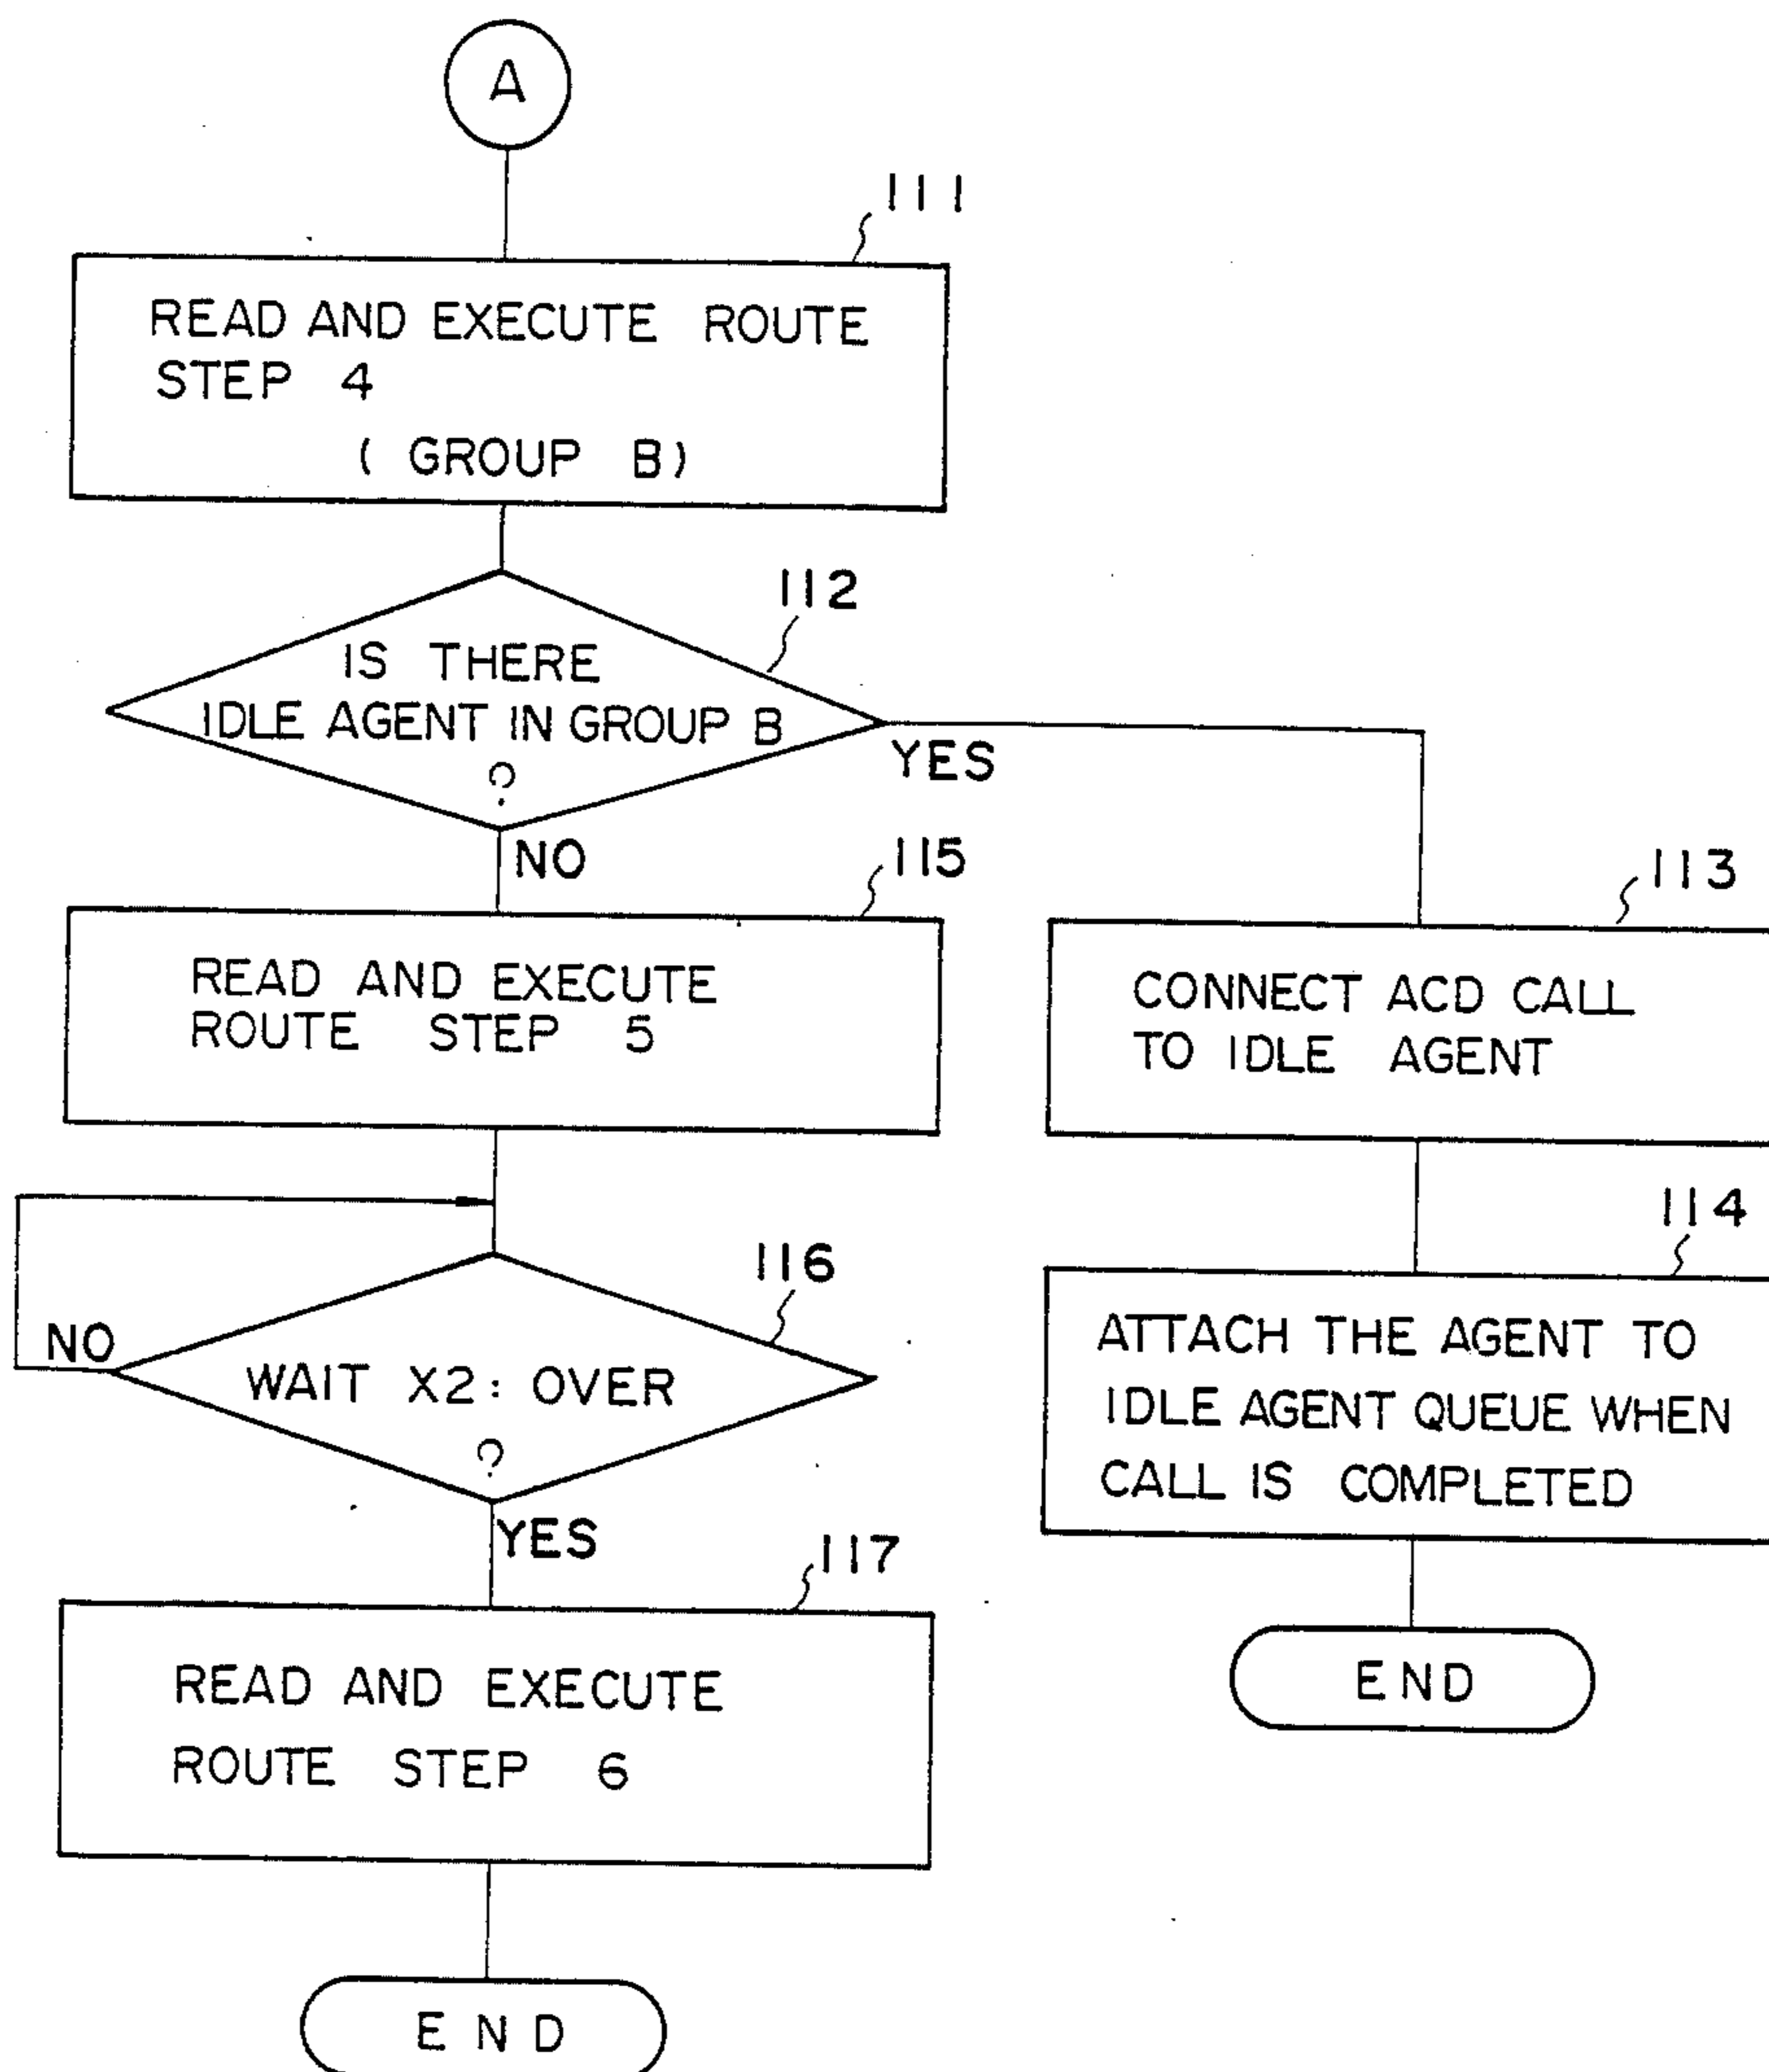 A
111
READ AND EXECUTE ROUTE
STEP 4
( GROUP B)
112
IS THERE
IDLE AGENT IN GROUP B
?
YES
NO
115
READ AND EXECUTE
ROUTE STEP 5
113
CONNECT ACD CALL
TO IDLE AGENT
114
ATTACH THE AGENT TO
IDLE AGENT QUEUE WHEN
CALL IS COMPLETED
END
116
NO
WAIT X2: OVER
?
YES
117
READ AND EXECUTE
ROUTE STEP 6
END